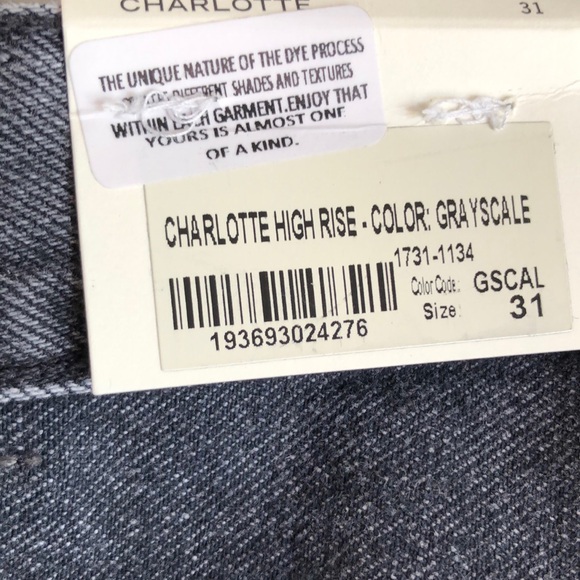 CHARLOTTE
31
THE UNIQUE NATURE OF THE DYE PROCESS
DIFFERENT SHADES AND TEXTURES
WITHIN EACH GARMENT.ENJOY THAT
YOURS IS ALMOST ONE
OF A KIND.
CHARLOTTE HIGH RISE - COLOR: GRAYSCALE
1731-1134
Color Code: GSCAL
Size: 31
193693024276